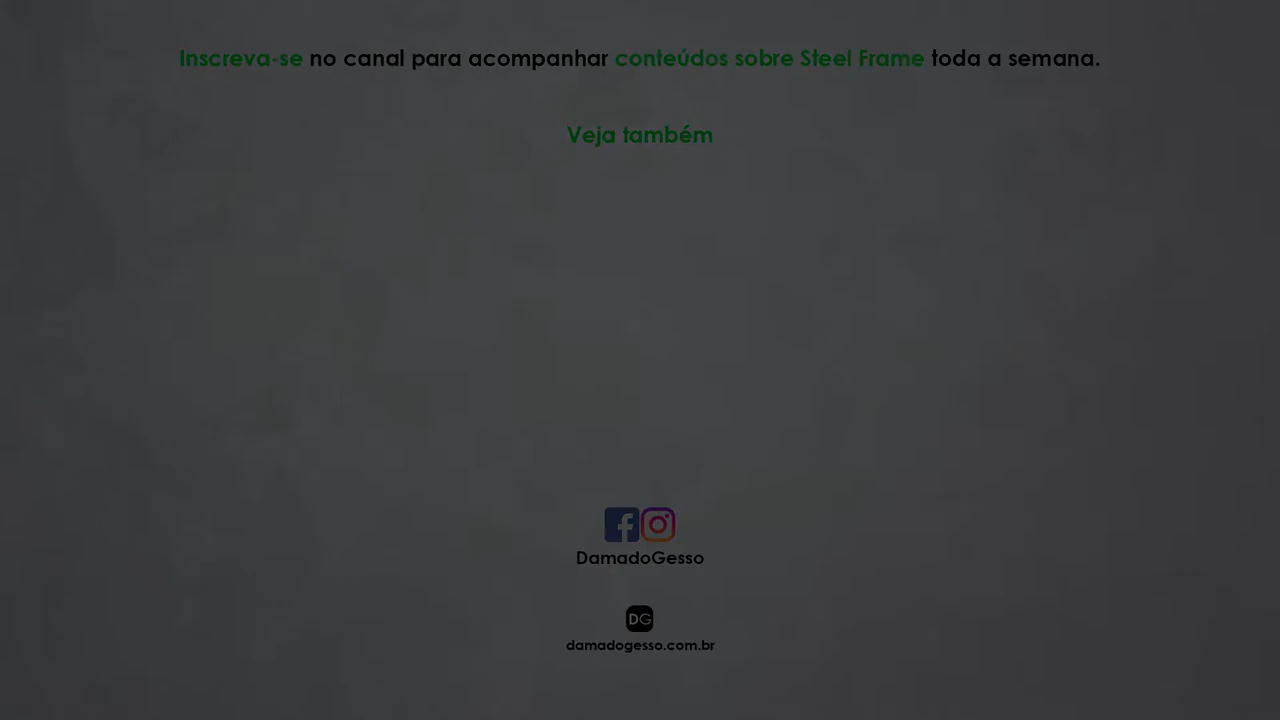 Inscreva-se no canal para acompanhar conteúdos sobre Steel Frame toda a semana.
Veja também
DamadoGesso
DG
damadogesso.com.br